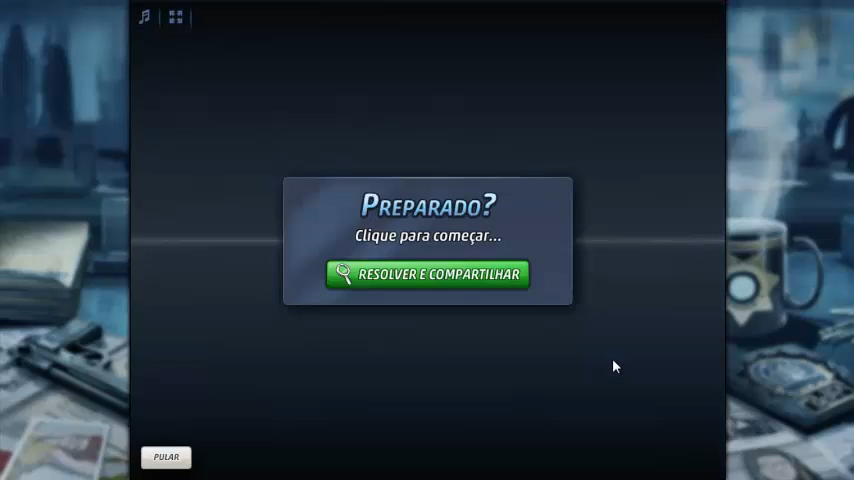 PREPARADO?
Clique para começar...
RESOLVER E COMPARTILHAR
PULAR